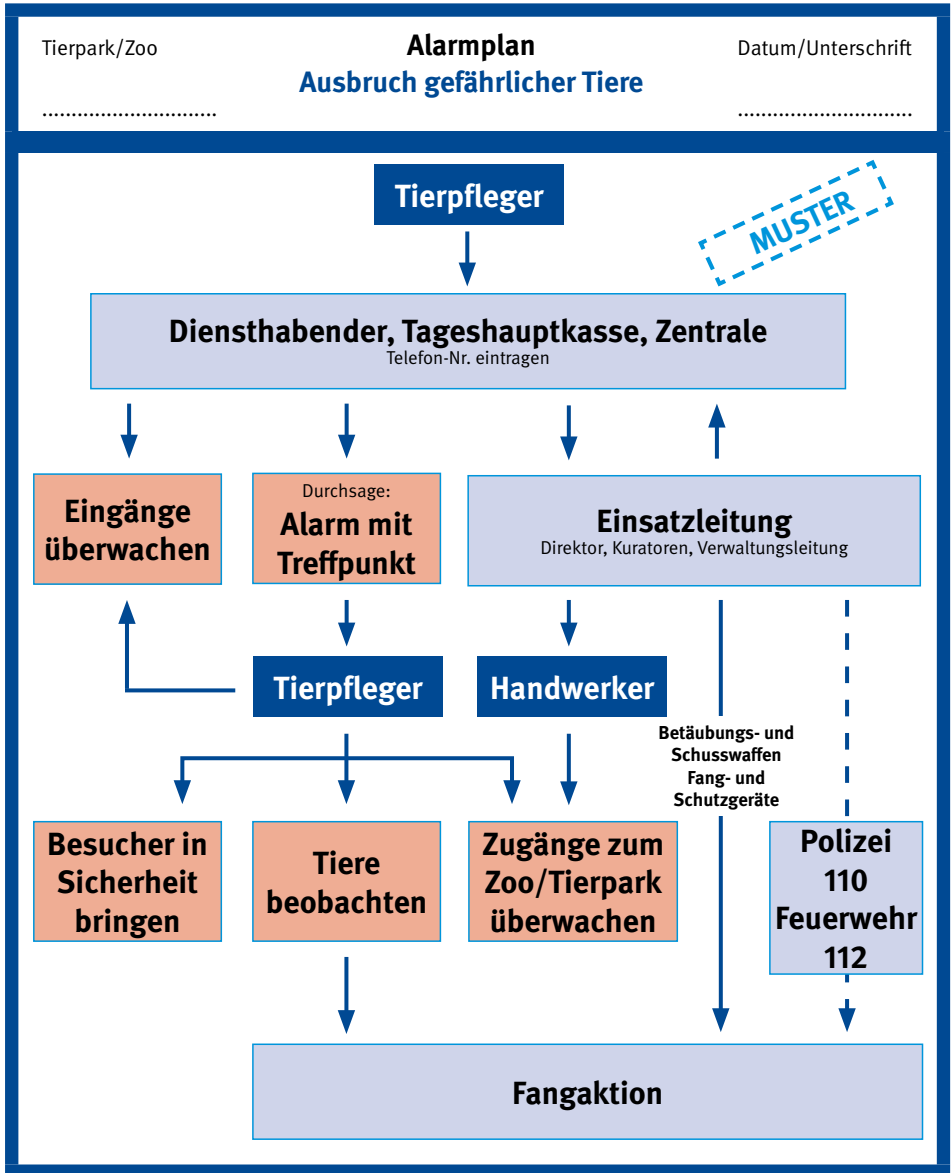 Tierpark/Zoo
Alarmplan
Datum/Unterschrift
Ausbruch gefährlicher Tiere
..............................
..............................
Tierpfleger
MUSTER
Diensthabender, Tageshauptkasse, Zentrale
Telefon-Nr. eintragen
Eingänge
überwachen
Durchsage:
Alarm mit
Treffpunkt
Einsatzleitung
Direktor, Kuratoren, Verwaltungsleitung
Tierpfleger
Handwerker
Betäubungs- und
Schusswaffen
Fang- und
Schutzgeräte
Besucher in
Sicherheit
bringen
Tiere
beobachten
Zugänge zum
Zoo/Tierpark
überwachen
Polizei
110
Feuerwehr
112
Fangaktion